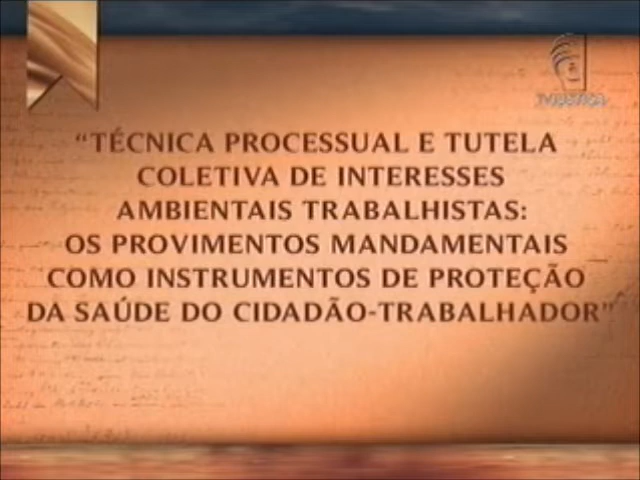 “TÉCNICA PROCESSUAL E TUTELA
COLETIVA DE INTERESSES
AMBIENTAIS TRABALHISTAS:
OS PROVIMENTOS MANDAMENTAIS
COMO INSTRUMENTOS DE PROTEÇÃO
DA SAÚDE DO CIDADÃO-TRABALHADOR”